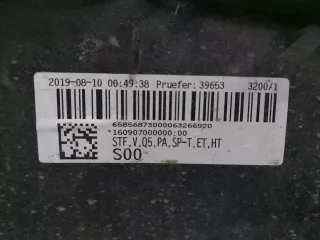 2019-08-10 00:49:38 Pruefer: 39653 3200/1
65856873000063266920
*160907000000;00
STF,V,Q5,PA,SP-T,ET,HT
S00